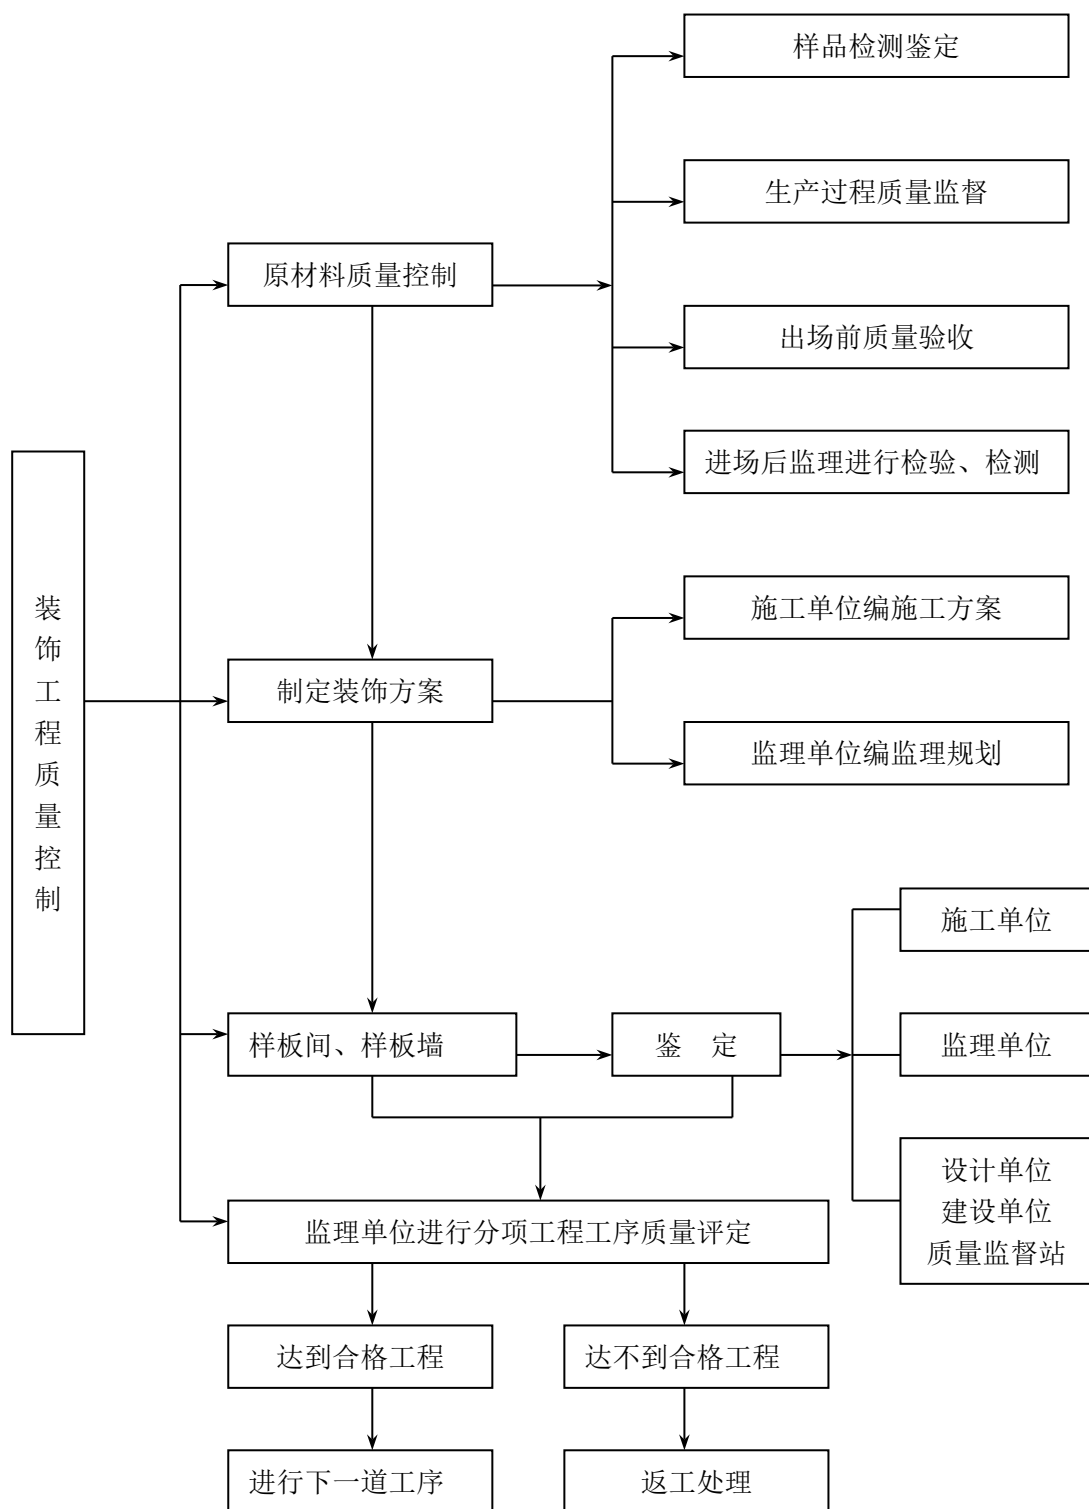 样品检测鉴定
生产过程质量监督
原材料质量控制
出场前质量验收
进场后监理进行检验、检测
装
饰
工
程
质
量
控
制
施工单位编施工方案
制定装饰方案
监理单位编监理规划
施工单位
样板间、样板墙
鉴 定
监理单位
设计单位
建设单位
质量监督站
监理单位进行分项工程工序质量评定
达到合格工程
达不到合格工程
进行下一道工序
返工处理